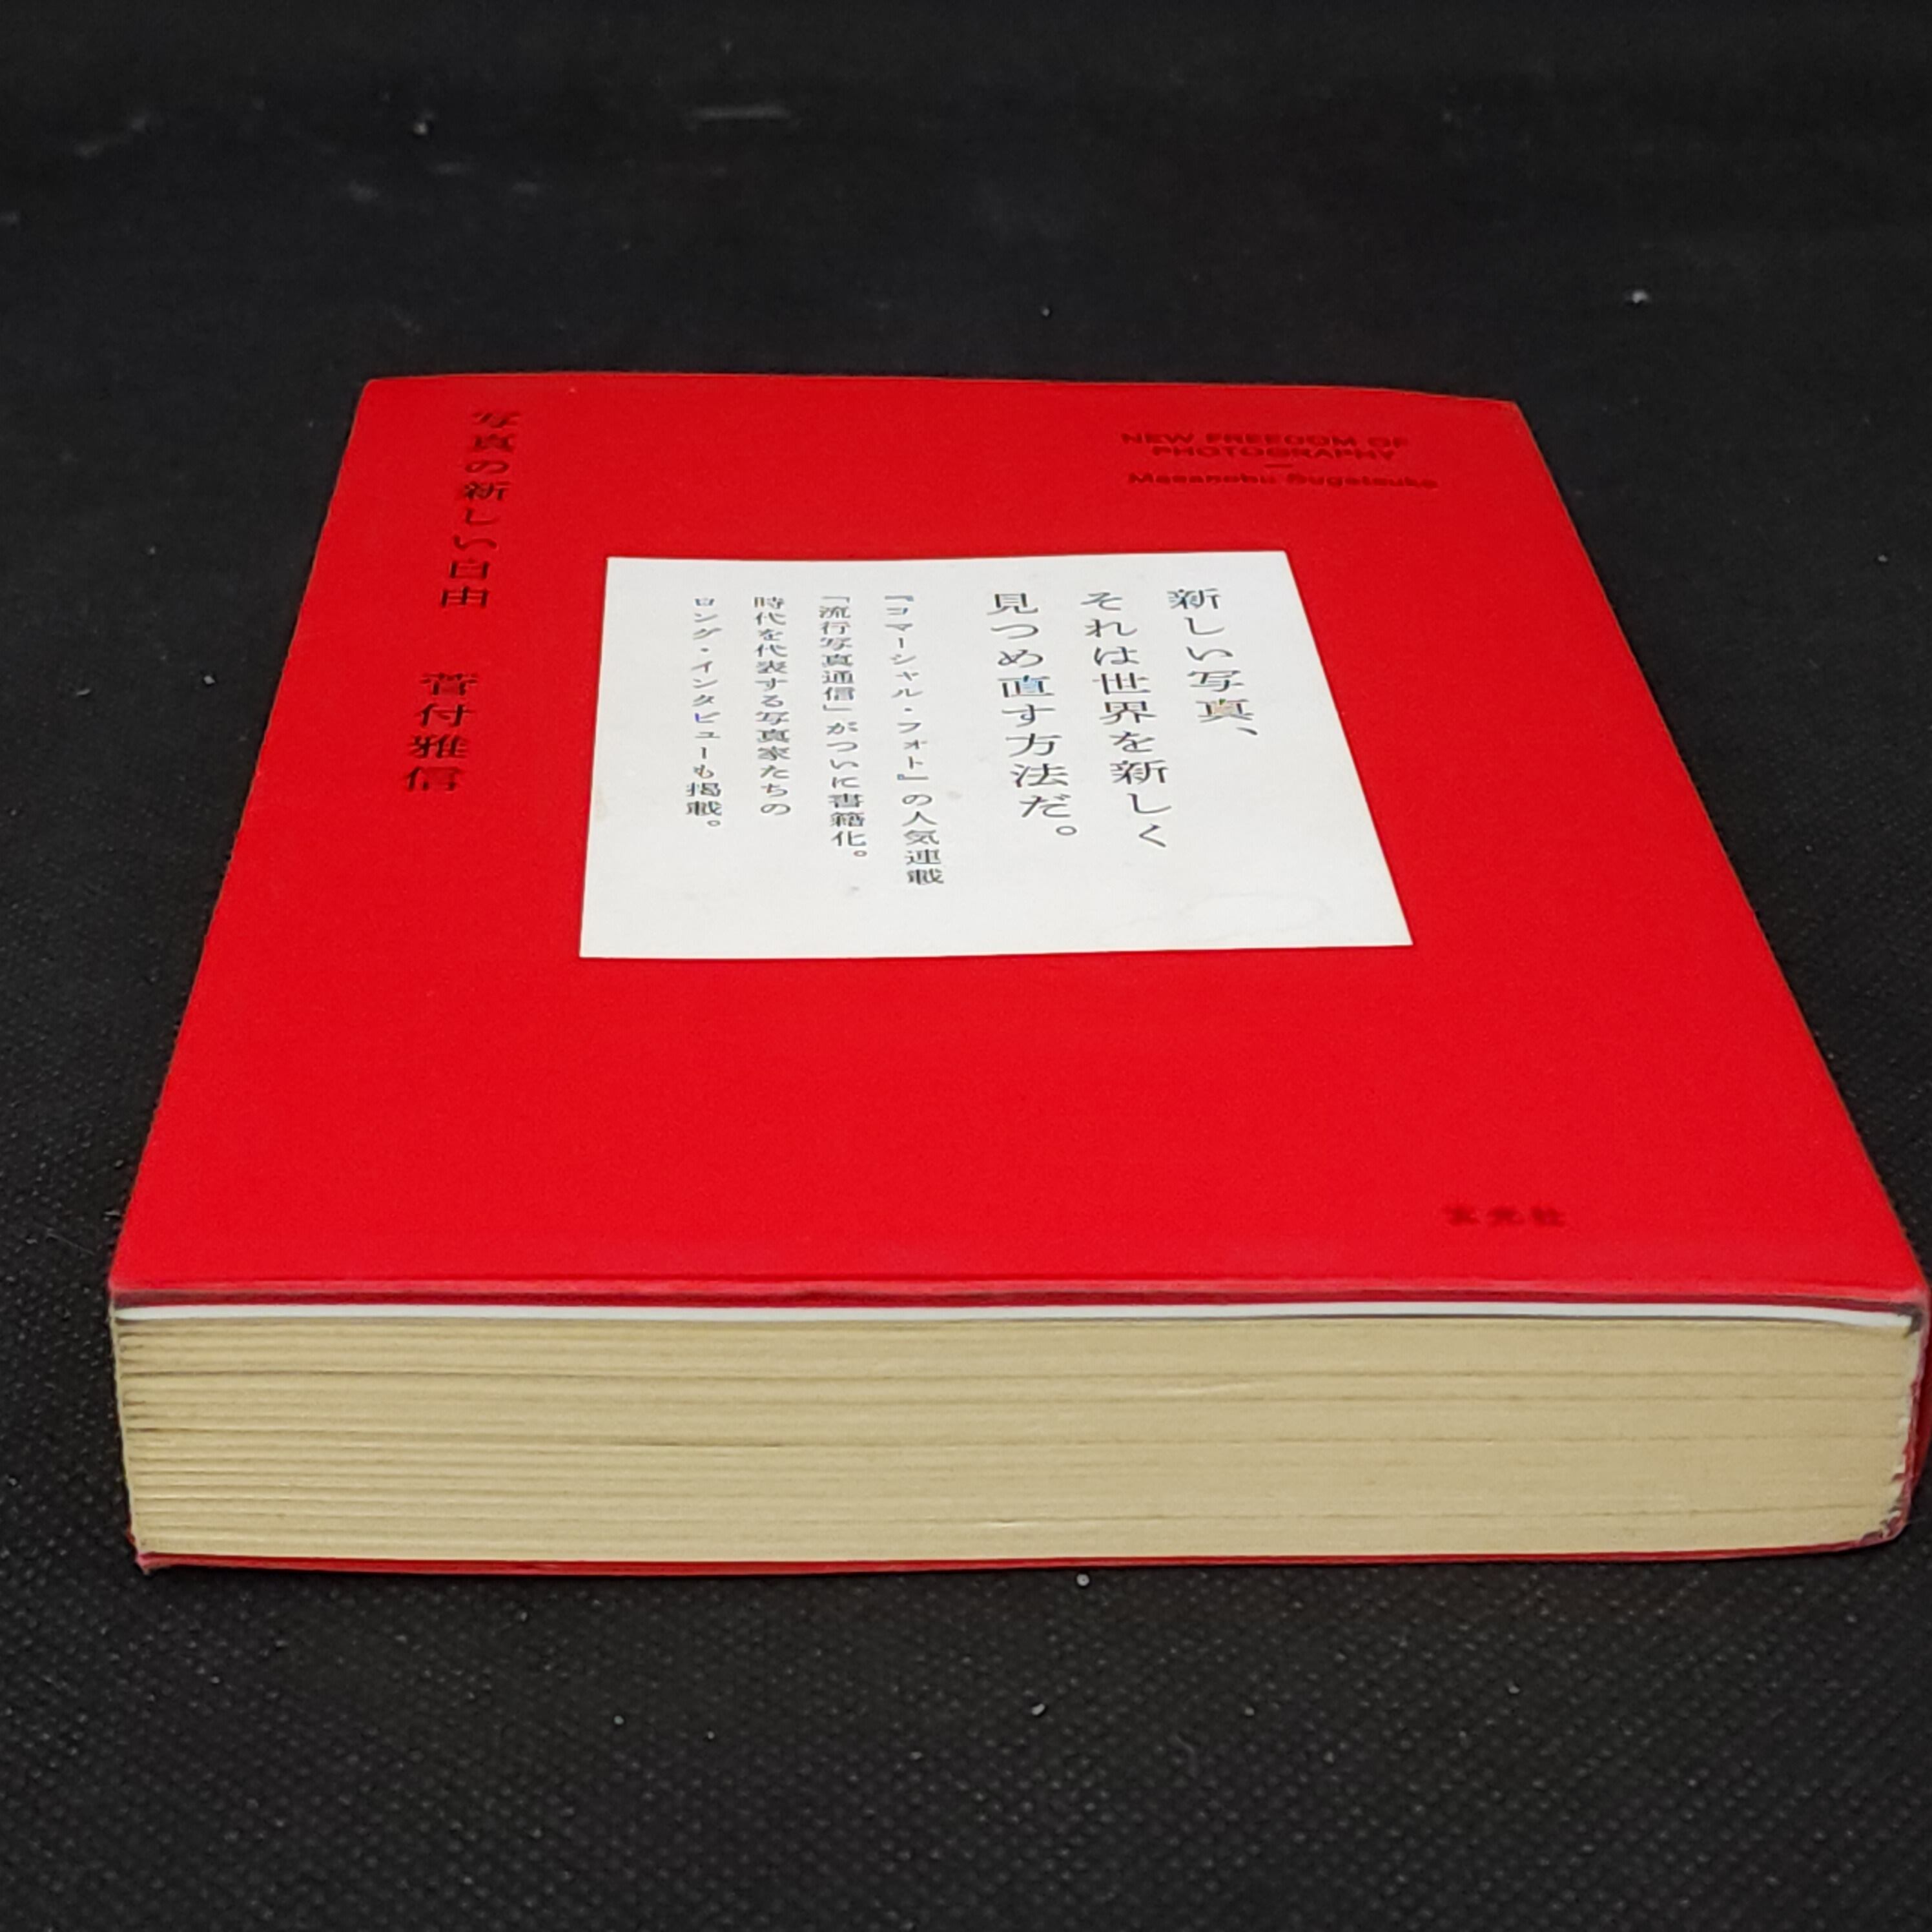 写真の新しい自由　菅付雅信
NEW FREEDOM OF
PHOTOGRAPHY
—
Masanobu Sugatsuke
新しい写真、
それは世界を新しく
見つめ直す方法だ。
『コマーシャル・フォト』の人気連載
「流行写真通信」がついに書籍化。
時代を代表する写真家たちの
ロング・インタビューも掲載。
玄光社